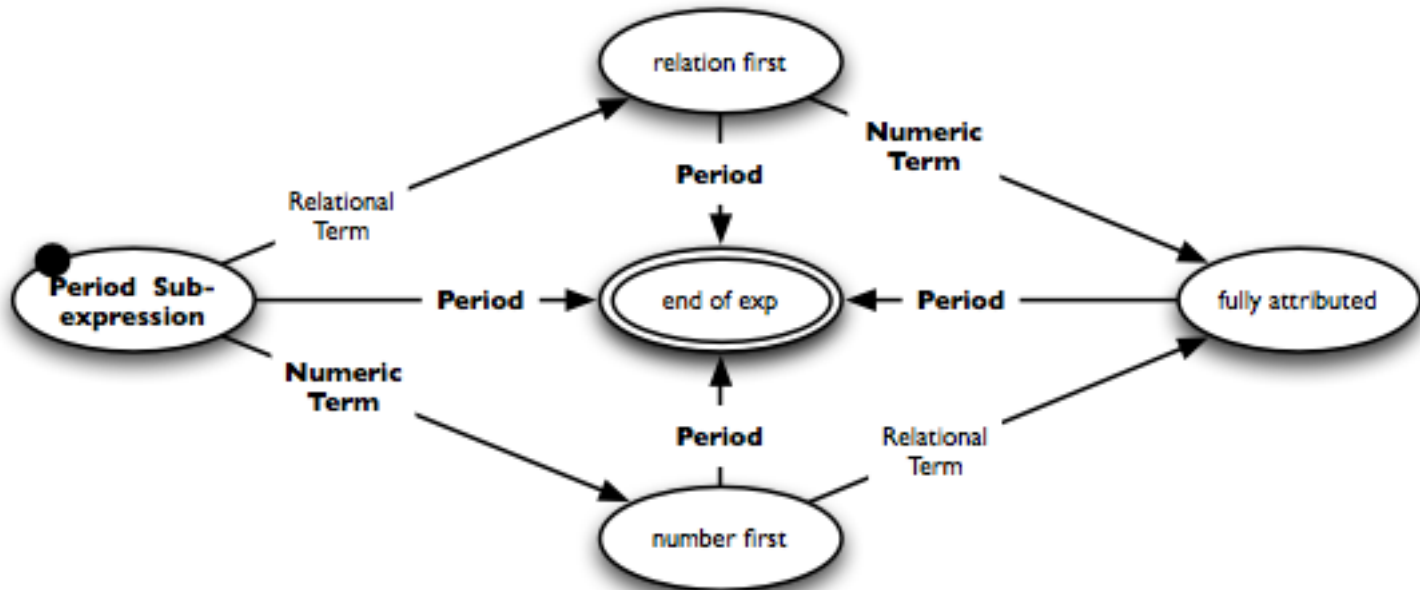 relation first
Numeric
Term
Period
Relational
Term
Period Sub-
expression
Period
end of exp
Period
fully attributed
Numeric
Term
Period
Relational
Term
number first